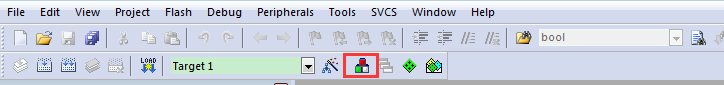 File Edit View Project Flash Debug Peripherals Tools SVCS Window Help
bool
LOAD Target 1